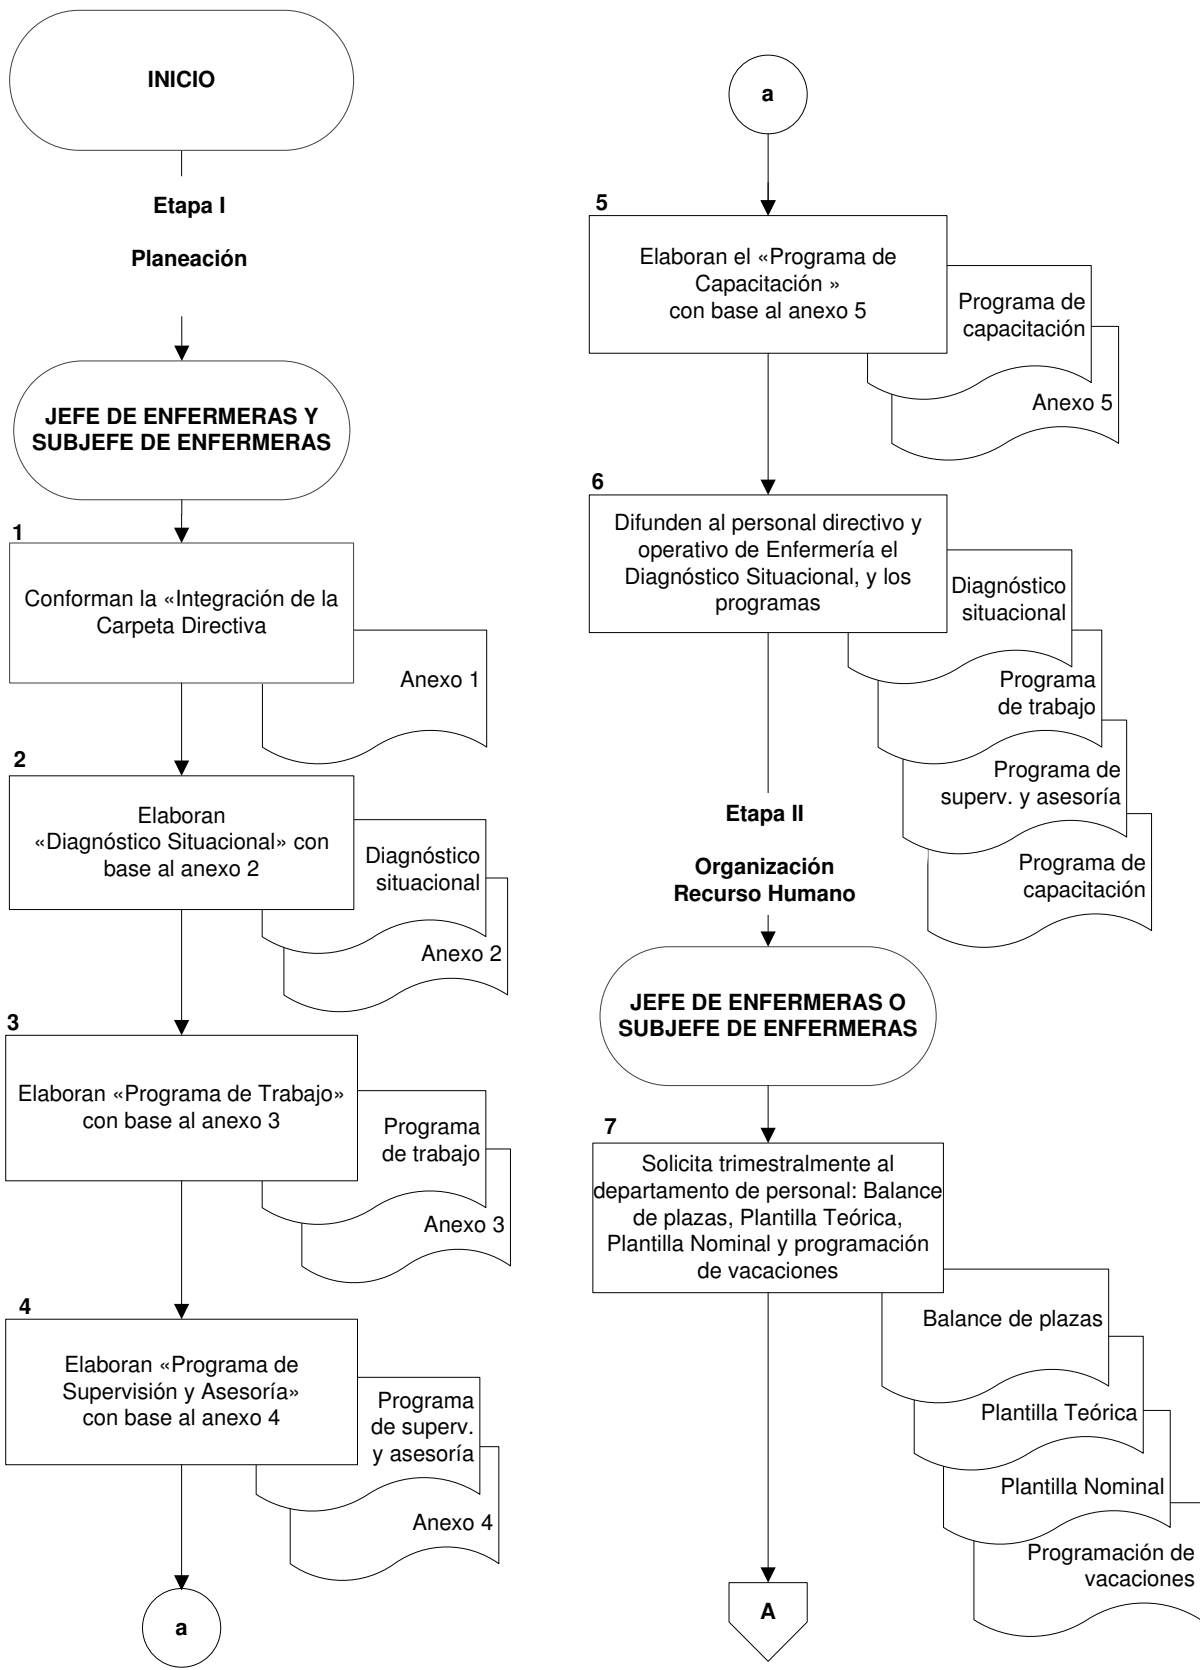 INICIO
Etapa I
Planeación
JEFE DE ENFERMERAS Y
SUBJEFE DE ENFERMERAS
1
Conforman la «Integración de la
Carpeta Directiva
Anexo 1
2
Elaboran
«Diagnóstico Situacional» con
base al anexo 2
Diagnóstico
situacional
Anexo 2
3
Elaboran «Programa de Trabajo»
con base al anexo 3
Programa
de trabajo
Anexo 3
4
Elaboran «Programa de
Supervisión y Asesoría»
con base al anexo 4
Programa
de superv.
y asesoría
Anexo 4
a
a
5
Elaboran el «Programa de
Capacitación »
con base al anexo 5
Programa de
capacitación
Anexo 5
6
Difunden al personal directivo y
operativo de Enfermería el
Diagnóstico Situacional, y los
programas
Diagnóstico
situacional
Programa
de trabajo
Programa de
superv. y asesoría
Programa de
capacitación
Etapa II
Organización
Recurso Humano
JEFE DE ENFERMERAS O
SUBJEFE DE ENFERMERAS
7
Solicita trimestralmente al
departamento de personal: Balance
de plazas, Plantilla Teórica,
Plantilla Nominal y programación
de vacaciones
Balance de plazas
Plantilla Teórica
Plantilla Nominal
Programación de
vacaciones
A